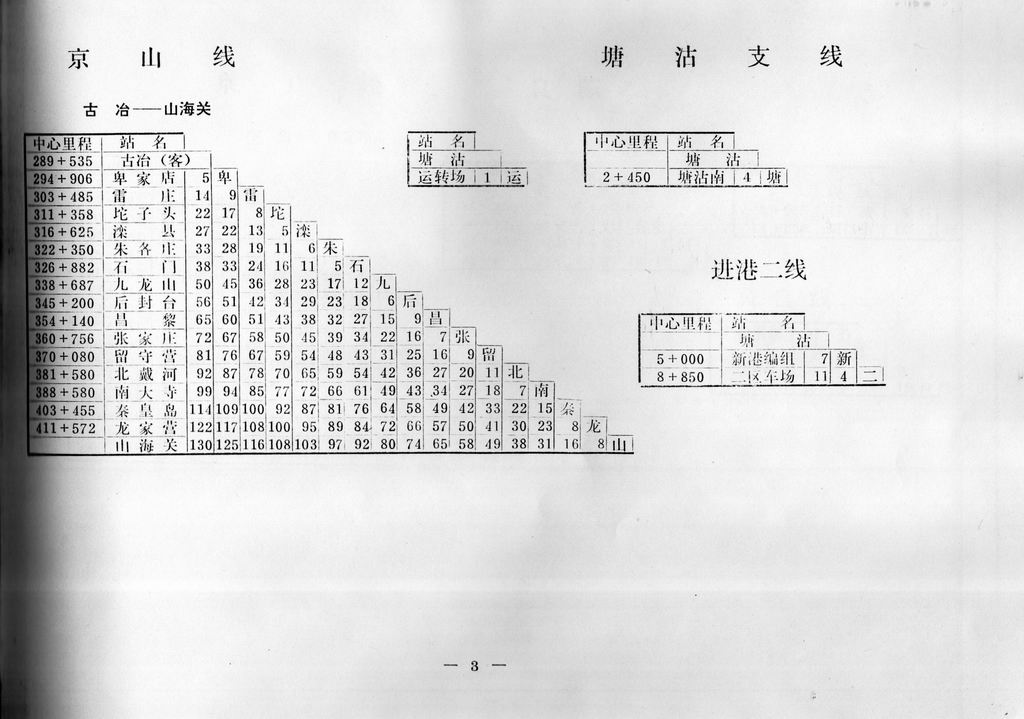 京山线
古冶——山海关
中心里程 站名
289+535 古冶（客）
294+906 卑家店 5 卑
303+485 雷庄 14 9 雷
311+358 坨子头 22 17 8 坨
316+625 滦县 27 22 13 5 滦
322+350 朱各庄 33 28 19 11 6 朱
326+882 石门 38 33 24 16 11 5 石
338+687 九龙山 50 45 36 28 23 17 12 九
345+200 后封台 56 51 42 34 29 23 18 6 后
354+140 昌黎 65 60 51 43 38 32 27 15 9 昌
360+756 张家庄 72 67 58 50 45 39 34 22 16 7 张
370+080 留守营 81 76 67 59 54 48 43 31 25 16 9 留
381+580 北戴河 92 87 78 70 65 59 54 42 36 27 20 11 北
388+580 南大寺 99 94 85 77 72 66 61 49 43 34 27 18 7 南
403+455 秦皇岛 114 109 100 92 87 81 76 64 58 49 42 33 22 15 秦
411+572 龙家营 122 117 108 100 95 89 84 72 66 57 50 41 30 23 8 龙
山海关 130 125 116 108 103 97 92 80 74 65 58 49 38 31 16 8 山
站名
塘沽
运转场 1 运
塘沽支线
中心里程 站名
塘沽
2+450 塘沽南 4 塘
进港二线
中心里程 站名
塘沽
5+000 新港编组 7 新
8+850 二区车场 11 4 二
— 3 —